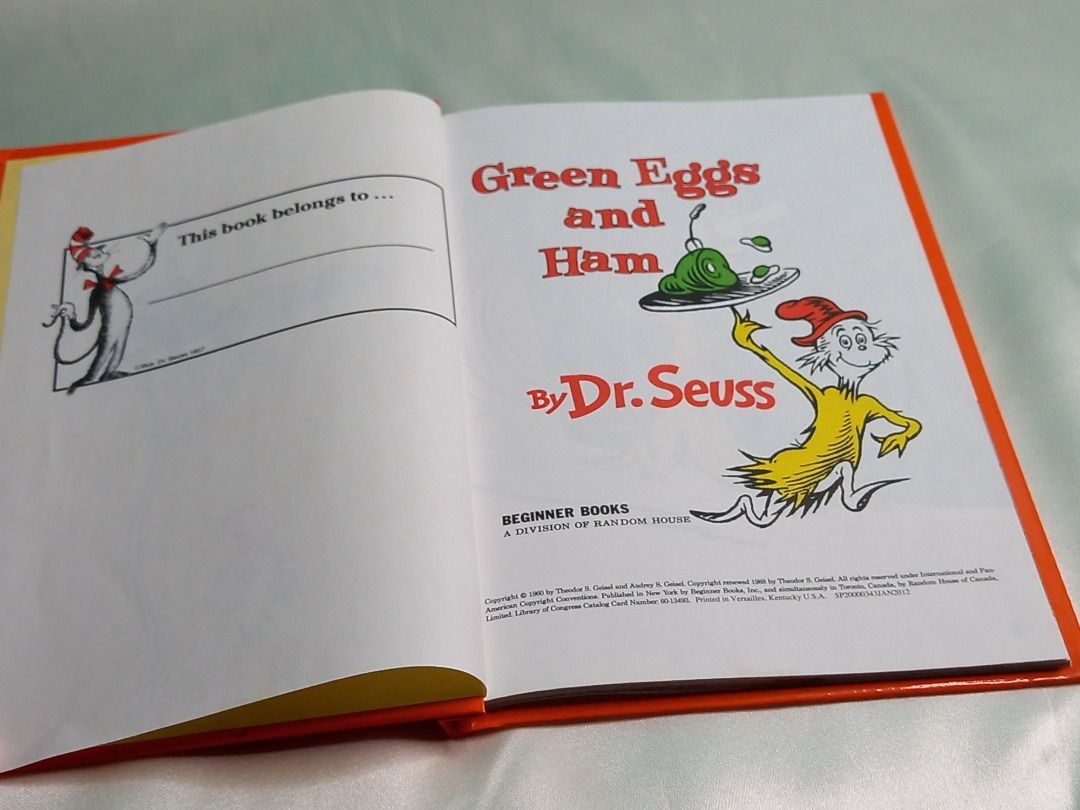 This book belongs to ...
©1957, Dr. Seuss 1957
Green Eggs
and
Ham
By Dr. Seuss
BEGINNER BOOKS
A DIVISION OF RANDOM HOUSE
Copyright © 1960 by Theodor S. Geisel and Audrey S. Geisel. Copyright renewed 1988 by Theodor S. Geisel. All rights reserved under International and Pan-
American Copyright Conventions. Published in New York by Beginner Books, Inc., and simultaneously in Toronto, Canada, by Random House of Canada,
Limited. Library of Congress Catalog Card Number: 60-13493. Printed in Versailles, Kentucky U.S.A. SP20000343JAN2012